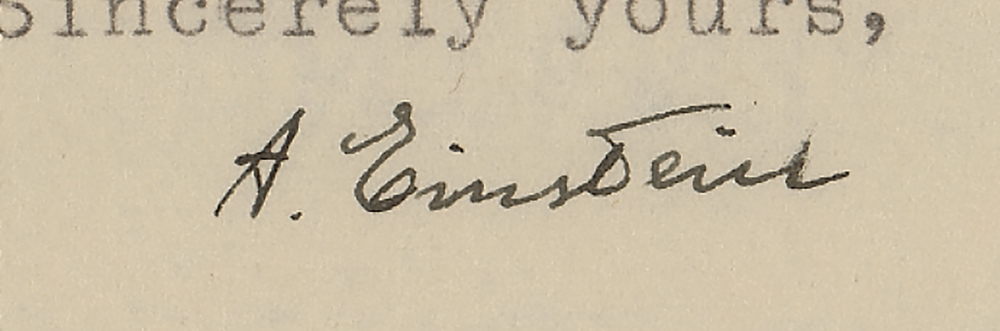 Sincerely yours,
A. Einstein